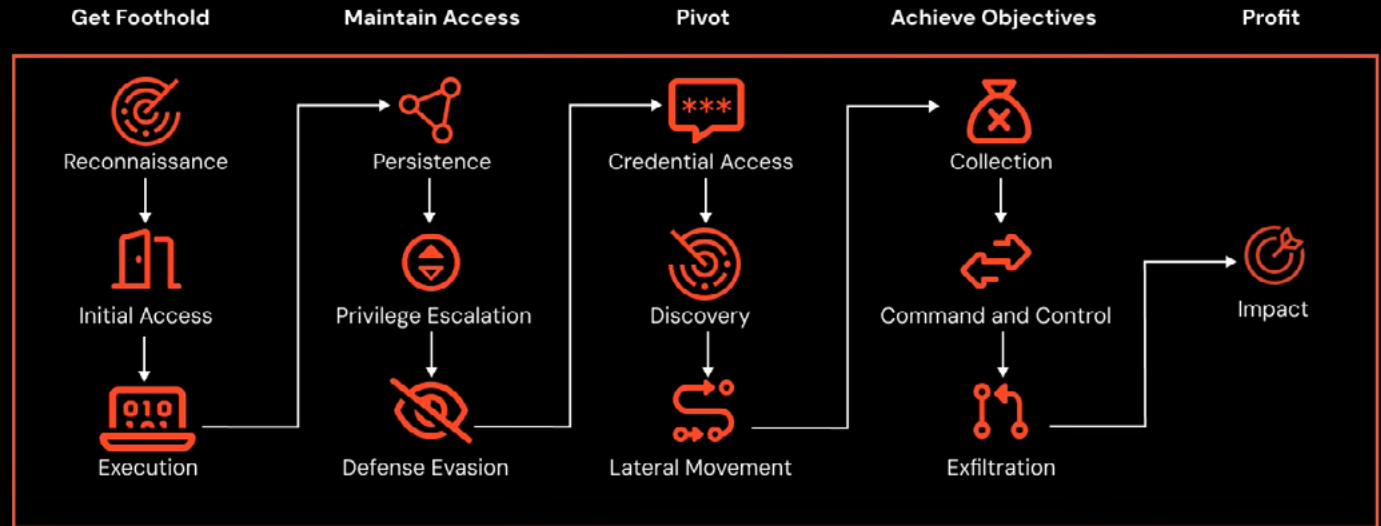 Get Foothold
Maintain Access
Pivot
Achieve Objectives
Profit
Reconnaissance
Initial Access
010
Execution
Persistence
Privilege Escalation
Defense Evasion
***
Credential Access
Discovery
Lateral Movement
Collection
Command and Control
Exfiltration
Impact